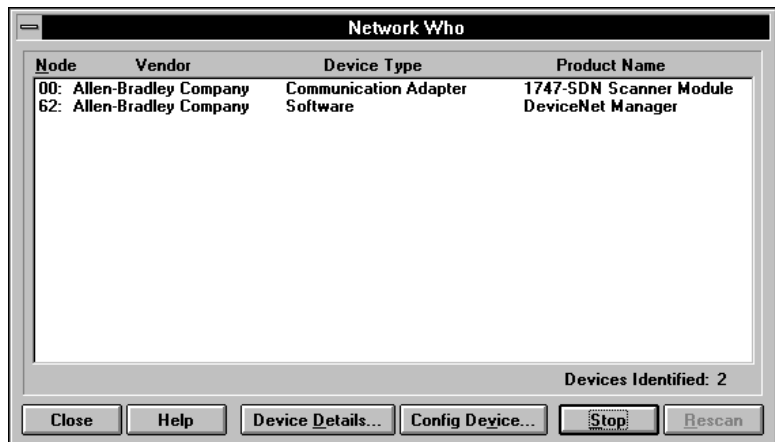 Network Who
Node Vendor Device Type Product Name
00: Allen-Bradley Company Communication Adapter 1747-SDN Scanner Module
62: Allen-Bradley Company Software DeviceNet Manager
Devices Identified: 2
Close Help Device Details... Config Device... Stop Rescan